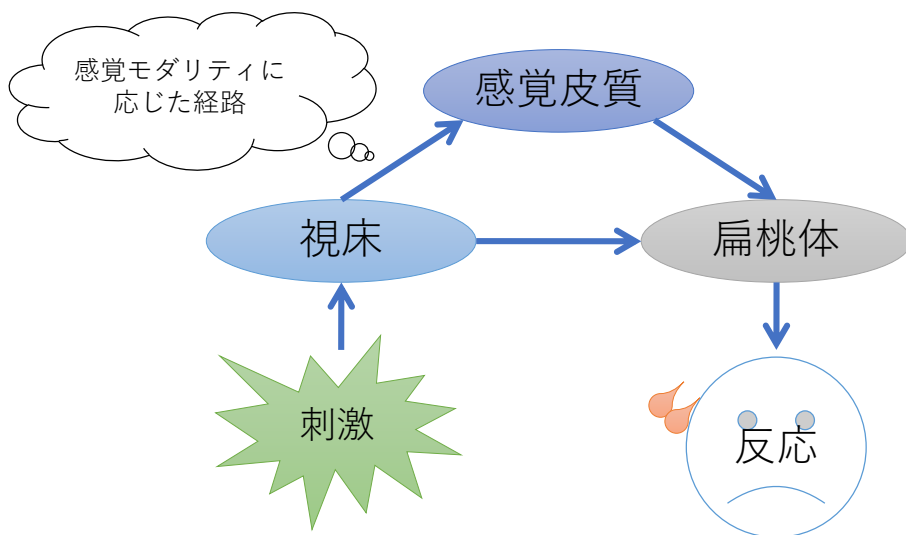 感覚モダリティに
応じた経路
感覚皮質
視床
扁桃体
刺激
反応